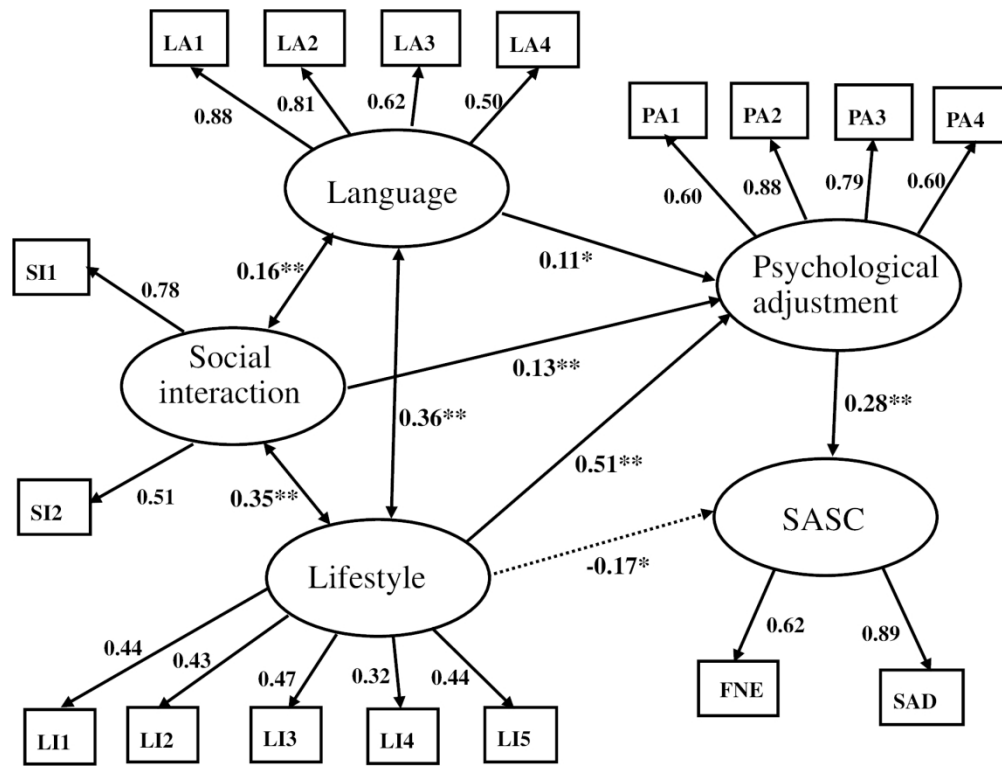 LA1
LA2
LA3
LA4
0.88
0.81
0.62
0.50
PA1
PA2
PA3
PA4
0.60
0.88
0.79
0.60
Language
SI1
0.78
0.16**
0.11*
Psychological
adjustment
Social
interaction
0.13**
0.36**
0.28**
SI2
0.51
0.35**
0.51**
SASC
Lifestyle
-0.17*
0.44
0.43
0.47
0.32
0.44
0.62
0.89
FNE
SAD
LI1
LI2
LI3
LI4
LI5